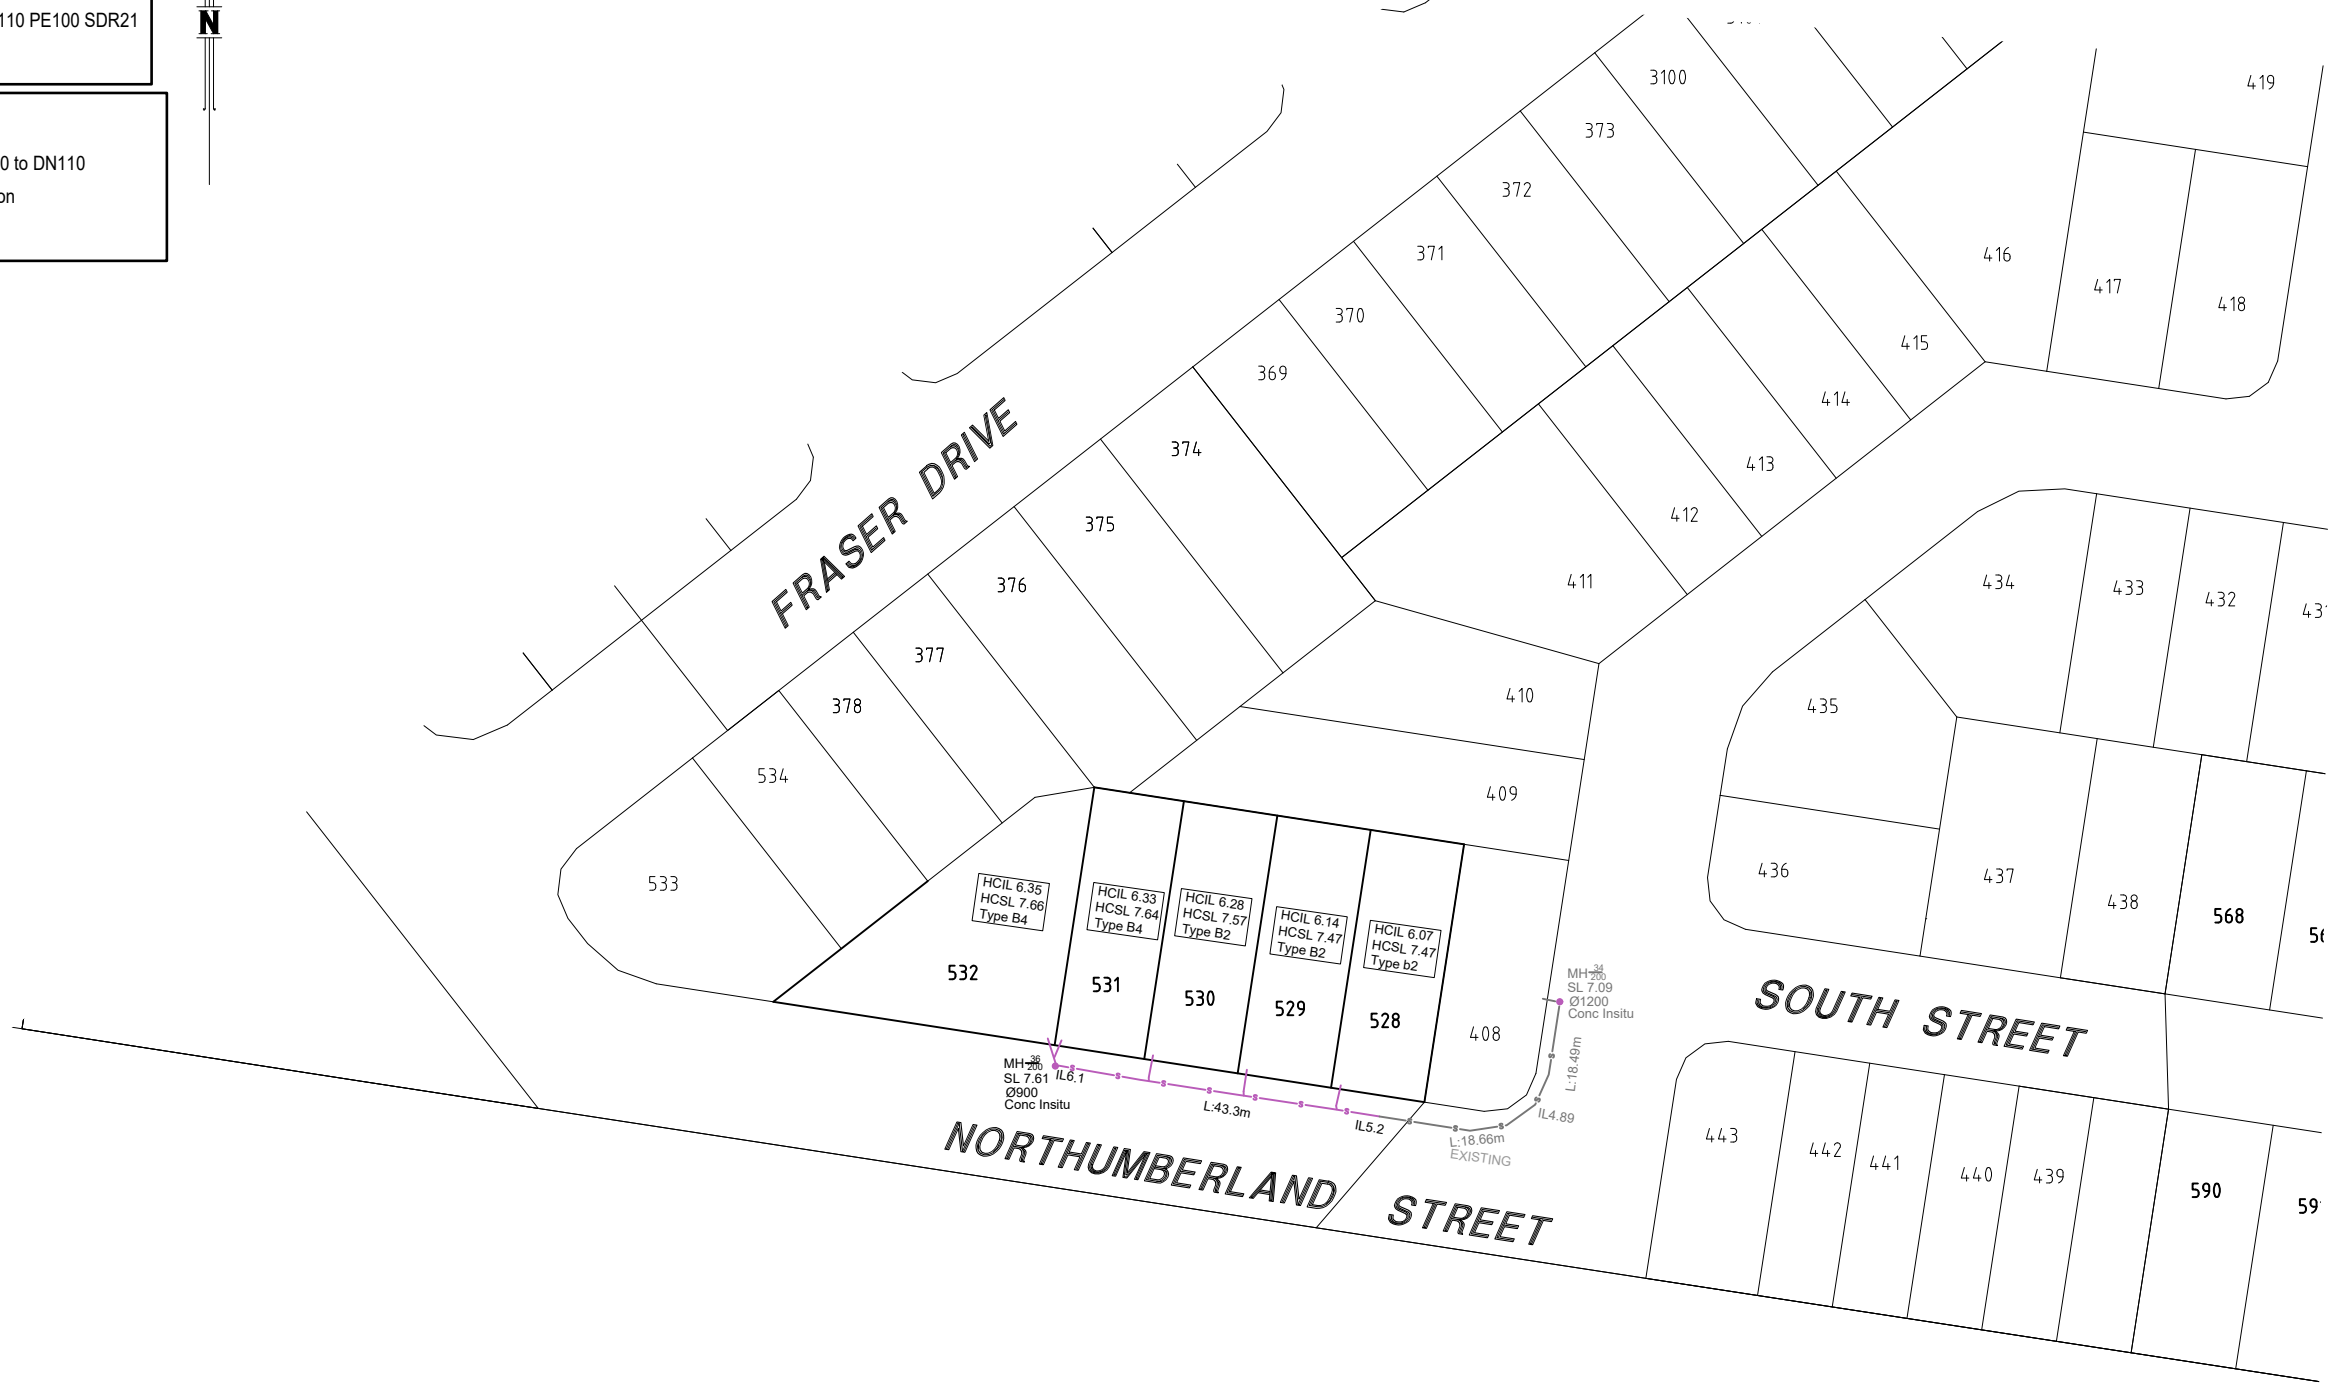 110 PE100 SDR21
N
0 to DN110
on
3100
419
373
372
416
371
417
418
370
415
369
414
374
413
412
375
411
376
434
433
432
FRASER DRIVE
377
410
435
378
534
409
436
437
438
568
533
HCIL 6.35
HCSL 7.66
Type B4
HCIL 6.33
HCSL 7.64
Type B4
HCIL 6.28
HCSL 7.57
Type B2
HCIL 6.14
HCSL 7.47
Type B2
HCIL 6.07
HCSL 7.47
Type b2
532
531
530
529
528
408
MH 34/200
SL 7.09
Ø1200
Conc Insitu
SOUTH STREET
L:18.49m
MH 36/200
SL 7.61
Ø900
Conc Insitu
IL6.1
L:43.3m
IL5.2
IL4.89
L:18.66m
EXISTING
NORTHUMBERLAND STREET
443
442
441
440
439
590